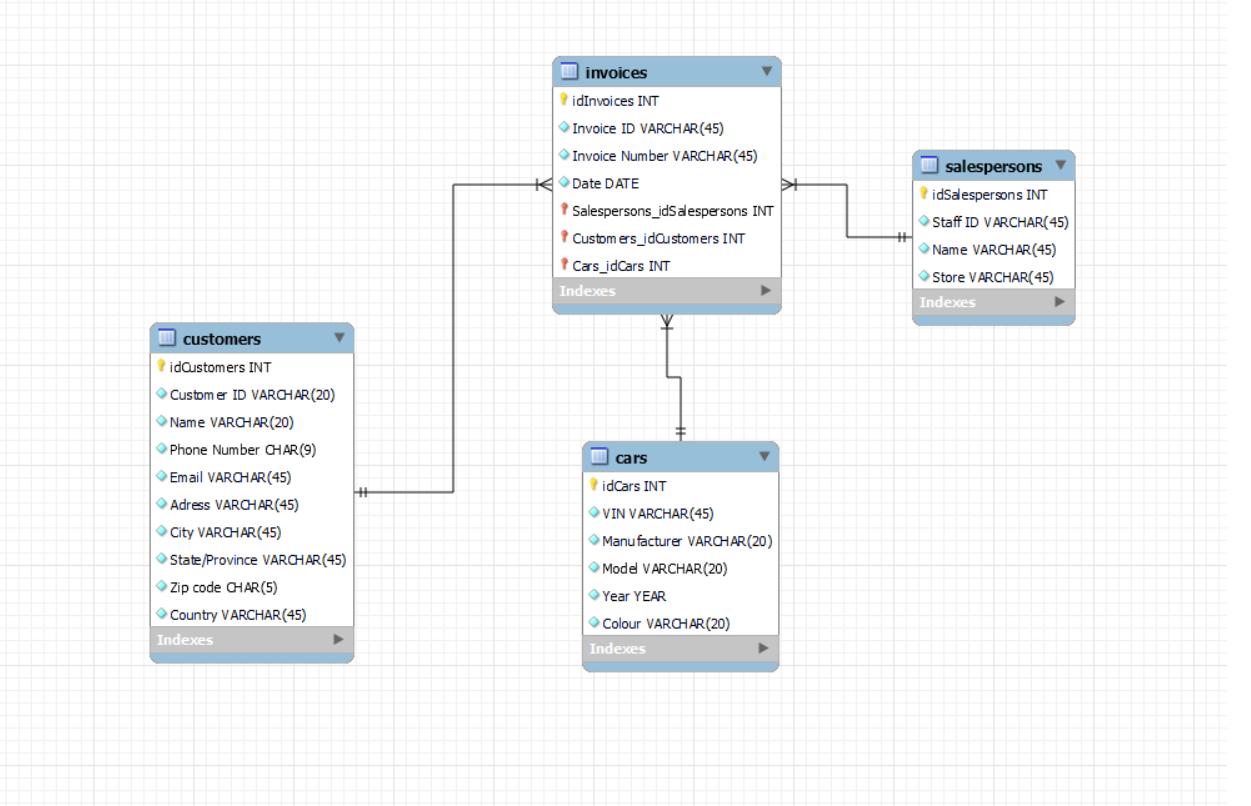 invoices
idInvoices INT
Invoice ID VARCHAR(45)
Invoice Number VARCHAR(45)
Date DATE
Salespersons_idSalespersons INT
Customers_idCustomers INT
Cars_idCars INT
Indexes
salespersons
idSalespersons INT
Staff ID VARCHAR(45)
Name VARCHAR(45)
Store VARCHAR(45)
Indexes
customers
idCustomers INT
Customer ID VARCHAR(20)
Name VARCHAR(20)
Phone Number CHAR(9)
Email VARCHAR(45)
Adress VARCHAR(45)
City VARCHAR(45)
State/Province VARCHAR(45)
Zip code CHAR(5)
Country VARCHAR(45)
Indexes
cars
idCars INT
VIN VARCHAR(45)
Manufacturer VARCHAR(20)
Model VARCHAR(20)
Year YEAR
Colour VARCHAR(20)
Indexes